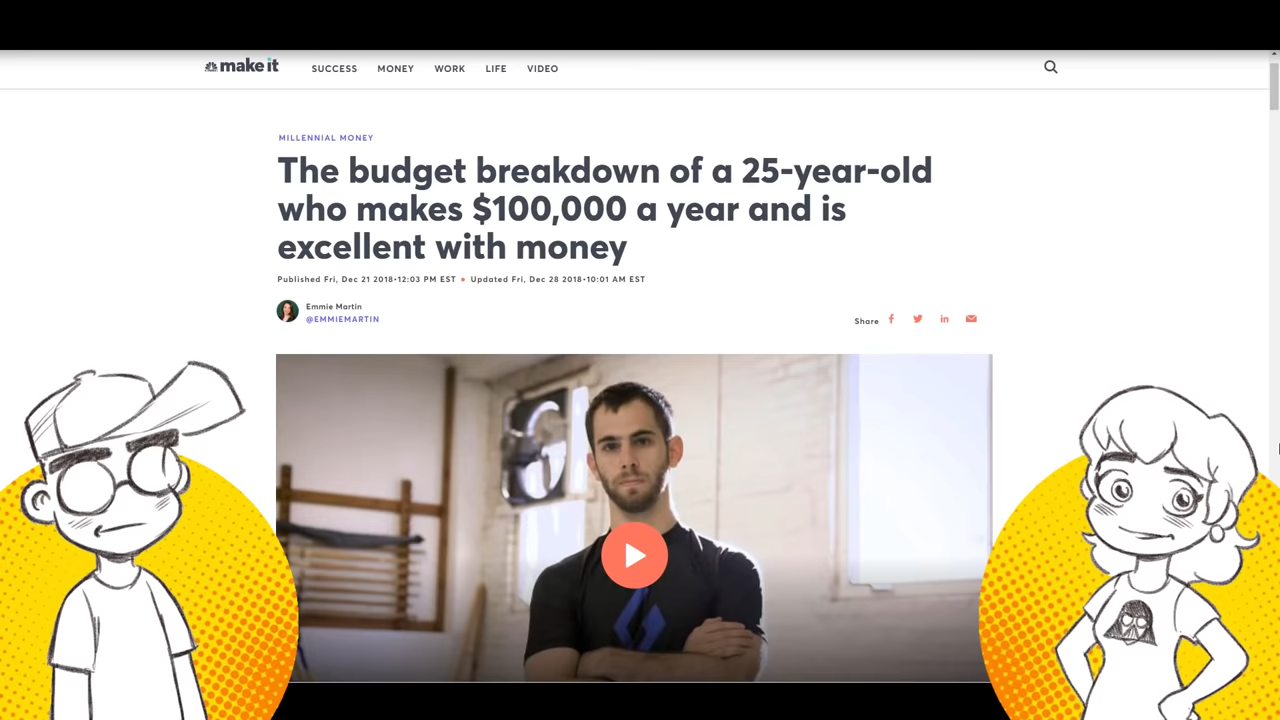 make it
SUCCESS MONEY WORK LIFE VIDEO
MILLENNIAL MONEY
The budget breakdown of a 25-year-old
who makes $100,000 a year and is
excellent with money
Published Fri, Dec 21 2018•12:03 PM EST • Updated Fri, Dec 28 2018•10:01 AM EST
Emmie Martin
@EMMIEMARTIN
Share